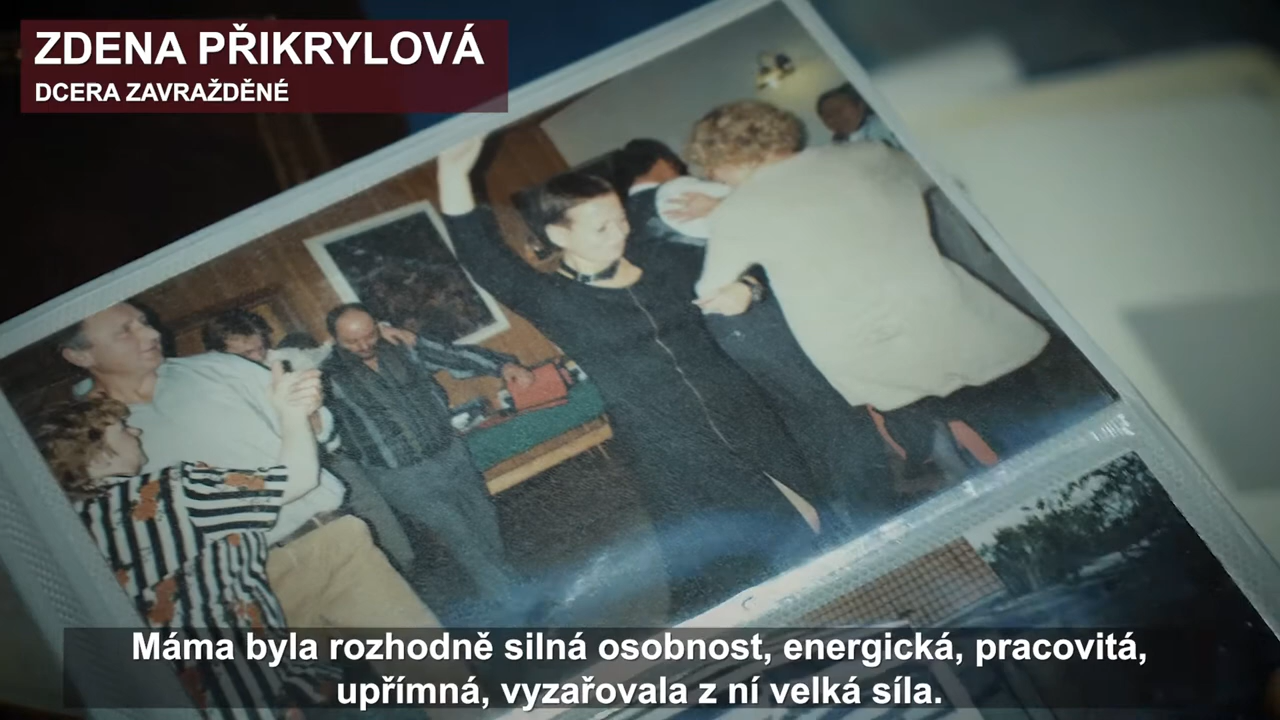 ZDENA PŘIKRYLOVÁ
DCERA ZAVRAŽDĚNÉ
Máma byla rozhodně silná osobnost, energická, pracovitá,
upřímná, vyzařovala z ní velká síla.